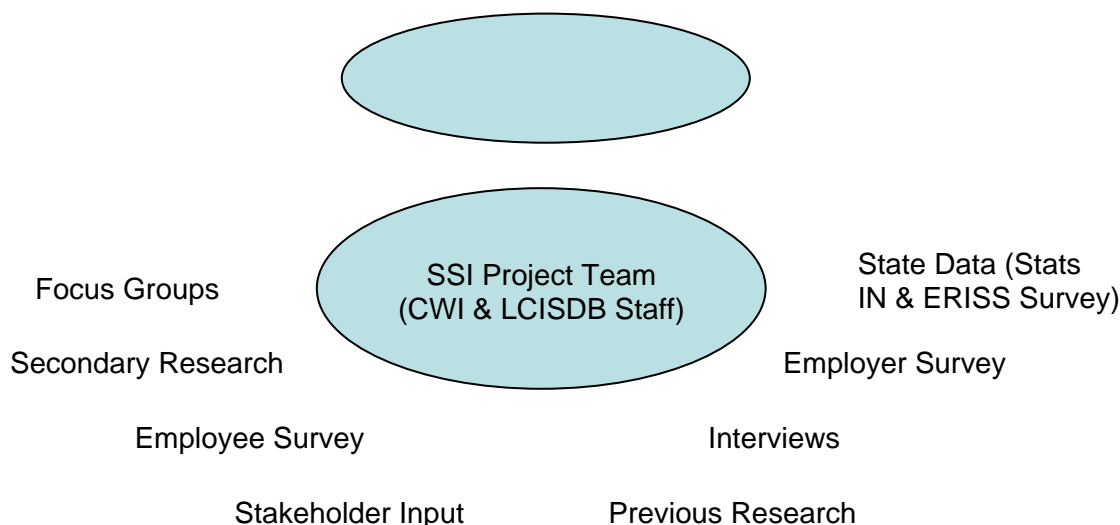 SSI Project Team
(CWI & LCISDB Staff)
Focus Groups
State Data (Stats
IN & ERISS Survey)
Secondary Research
Employer Survey
Employee Survey
Interviews
Stakeholder Input
Previous Research